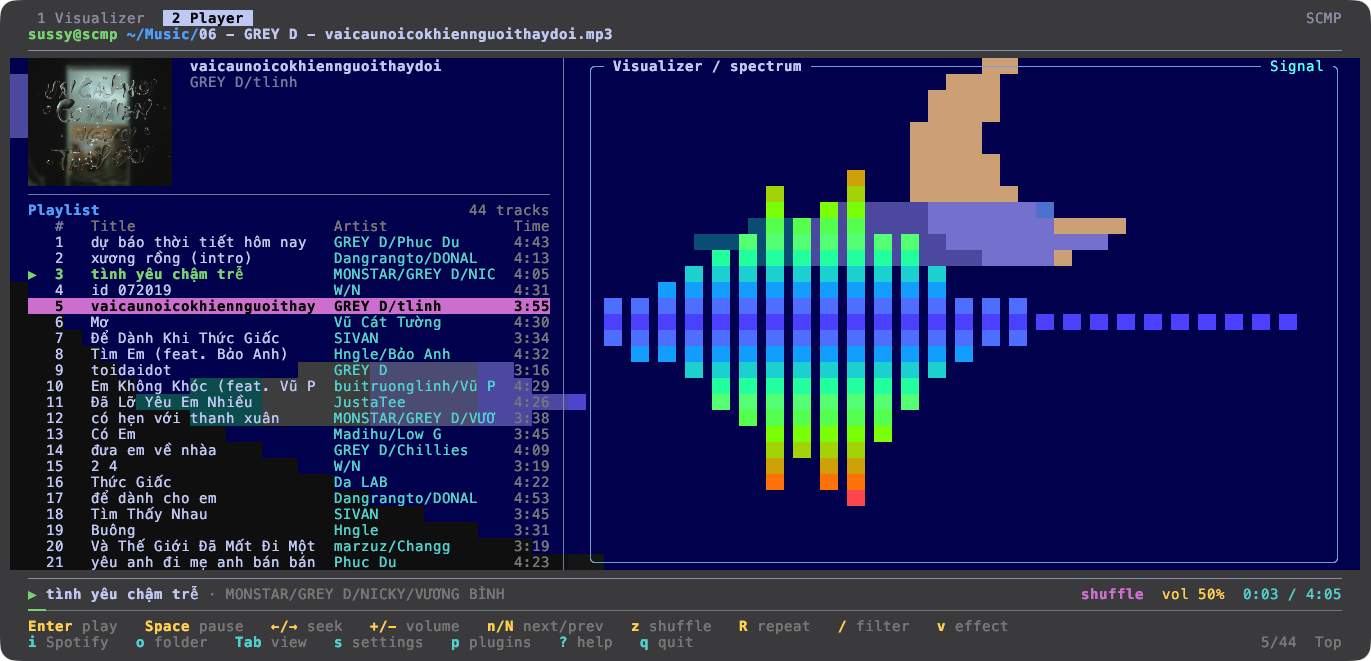 1 Visualizer 2 Player SCMP
sussy@scmp ~/Music/06 – GREY D – vaicaunoicokhiennguoithaydoi.mp3
vaicaunoicokhiennguoithaydoi
GREY D/tlinh
Visualizer / spectrum Signal
Playlist 44 tracks
# Title Artist Time
1 dự báo thời tiết hôm nay GREY D/Phuc Du 4:43
2 xương rồng (intro) Dangrangto/DONAL 4:13
▶ 3 tình yêu chậm trễ MONSTAR/GREY D/NIC 4:05
4 id 072019 W/N 4:31
5 vaicaunoicokhiennguoithay GREY D/tlinh 3:55
6 Mơ Vũ Cát Tường 4:30
7 Để Dành Khi Thức Giấc SIVAN 3:34
8 Tìm Em (feat. Bảo Anh) Hngle/Bảo Anh 4:32
9 toidaidot GREY D 3:16
10 Em Không Khóc (feat. Vũ P buitruonglinh/Vũ P 4:29
11 Đã Lỡ Yêu Em Nhiều JustaTee 4:26
12 có hẹn với thanh xuân MONSTAR/GREY D/VƯƠ 3:38
13 Có Em Madihu/Low G 3:45
14 đưa em về nhàa GREY D/Chillies 4:09
15 2 4 W/N 3:19
16 Thức Giấc Da LAB 4:22
17 để dành cho em Dangrangto/DONAL 4:53
18 Tìm Thấy Nhau SIVAN 3:45
19 Buông Hngle 3:31
20 Và Thế Giới Đã Mất Đi Một marzuz/Changg 3:19
21 yêu anh đi mẹ anh bán bán Phuc Du 4:23
▶ tình yêu chậm trễ · MONSTAR/GREY D/NICKY/VƯƠNG BÌNH shuffle vol 50% 0:03 / 4:05
Enter play Space pause ←/→ seek +/− volume n/N next/prev z shuffle R repeat / filter v effect
i Spotify o folder Tab view s settings p plugins ? help q quit 5/44 Top